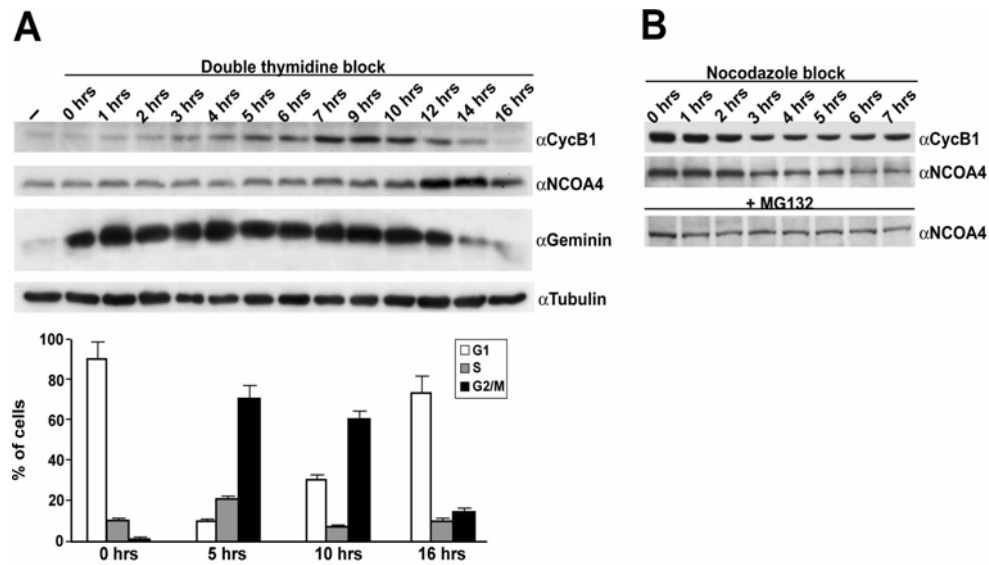 A
Double thymidine block
– 0 hrs 1 hrs 2 hrs 3 hrs 4 hrs 5 hrs 6 hrs 7 hrs 9 hrs 10 hrs 12 hrs 14 hrs 16 hrs
αCycB1
αNCOA4
αGeminin
αTubulin
% of cells
100
80
60
40
20
0
G1
S
G2/M
0 hrs 5 hrs 10 hrs 16 hrs
B
Nocodazole block
0 hrs 1 hrs 2 hrs 3 hrs 4 hrs 5 hrs 6 hrs 7 hrs
αCycB1
αNCOA4
+ MG132
αNCOA4